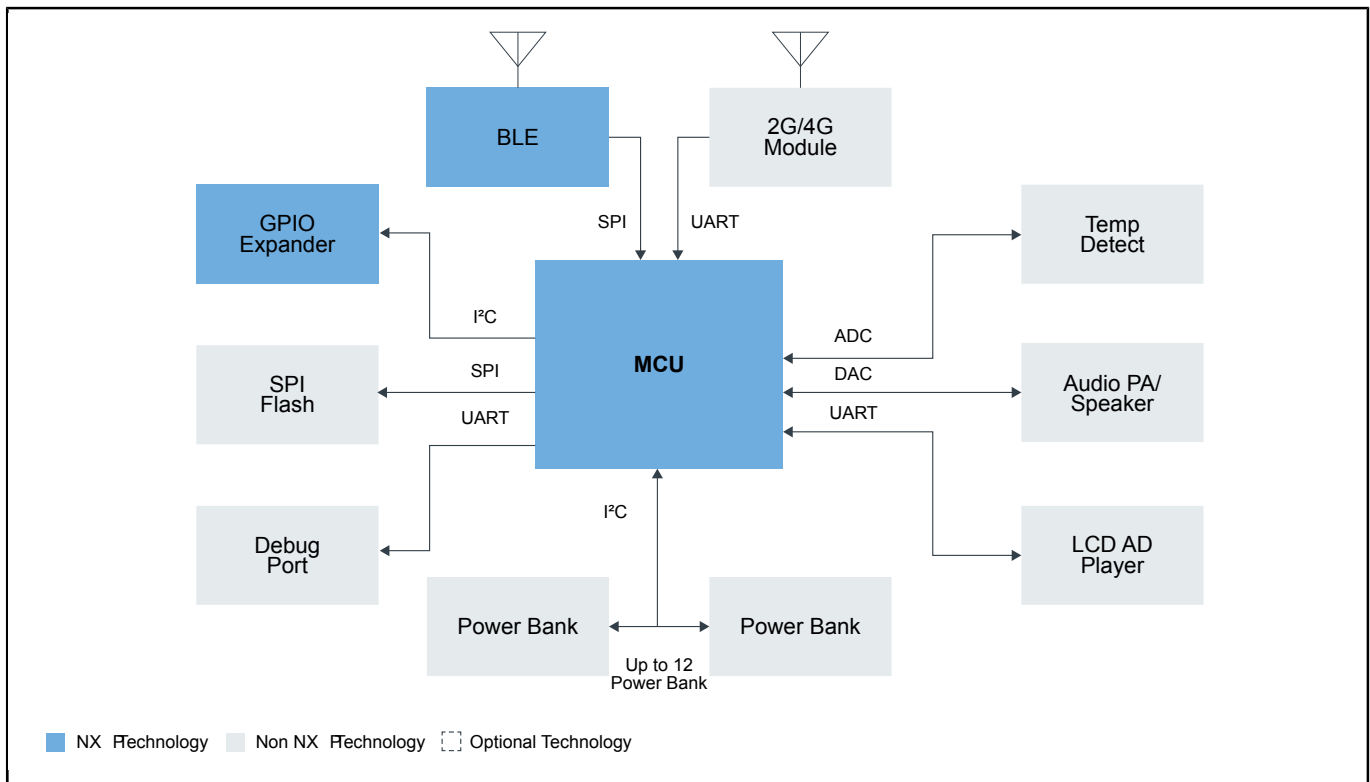 BLE
2G/4G
Module
SPI
UART
GPIO
Expander
Temp
Detect
I²C
ADC
MCU
SPI
Flash
SPI
DAC
Audio PA/
Speaker
UART
UART
I²C
Debug
Port
LCD AD
Player
Power Bank
Power Bank
Up to 12
Power Bank
NX PTechnology
Non NX PTechnology
Optional Technology